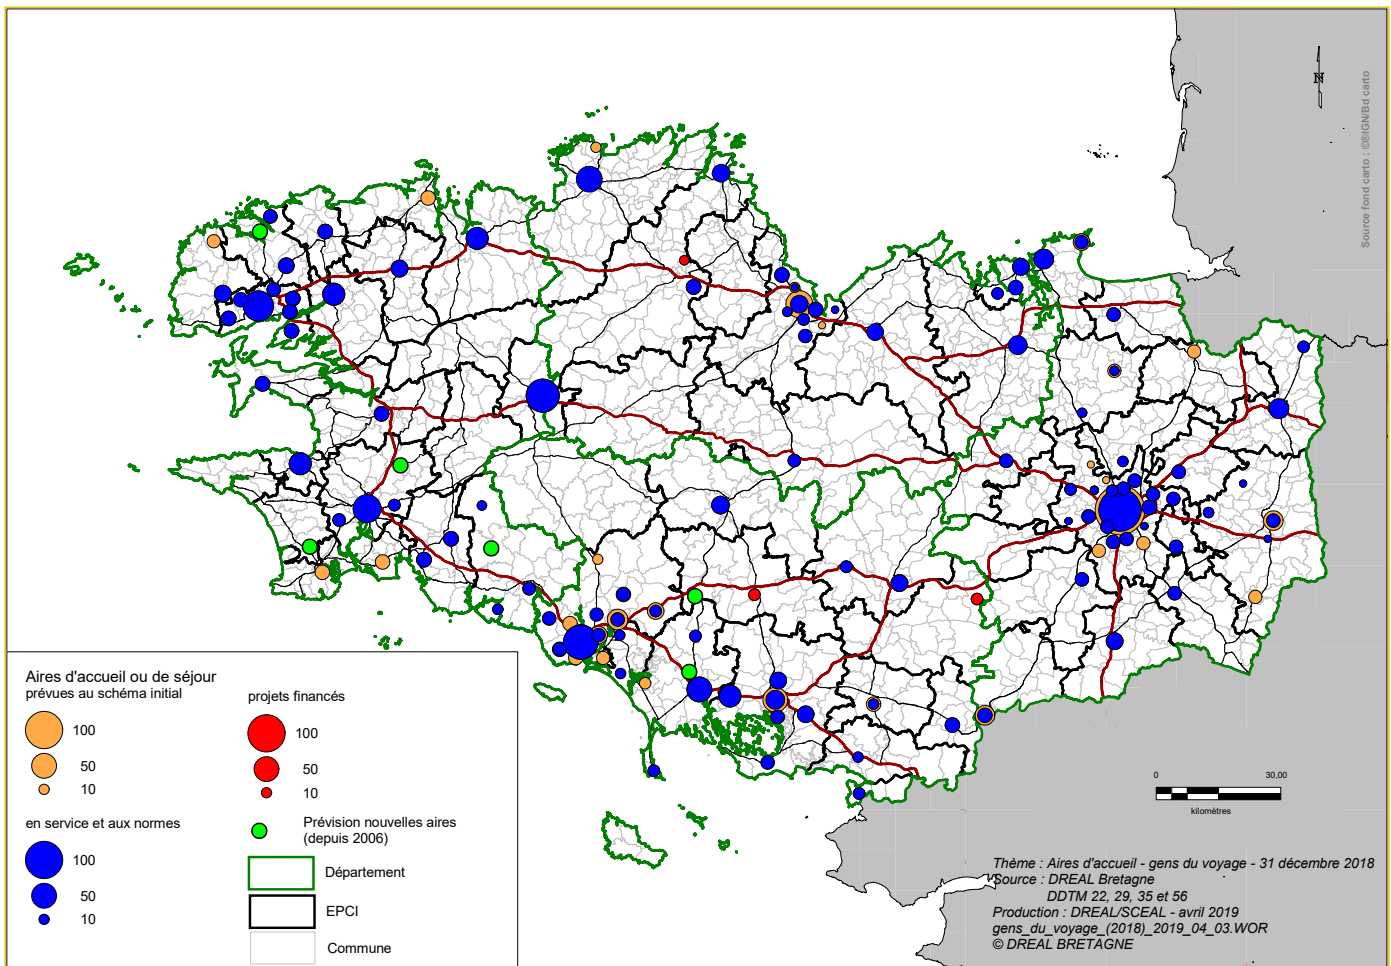 N
Source fond carto : ©®IGN/Bd carto
Aires d'accueil ou de séjour
prévues au schéma initial
100
50
10
en service et aux normes
100
50
10
projets financés
100
50
10
Prévision nouvelles aires
(depuis 2006)
Département
EPCI
Commune
0 30,00
kilomètres
Thème : Aires d'accueil - gens du voyage - 31 décembre 2018
Source : DREAL Bretagne
DDTM 22, 29, 35 et 56
Production : DREAL/SCEAL - avril 2019
gens_du_voyage_(2018)_2019_04_03.WOR
© DREAL BRETAGNE